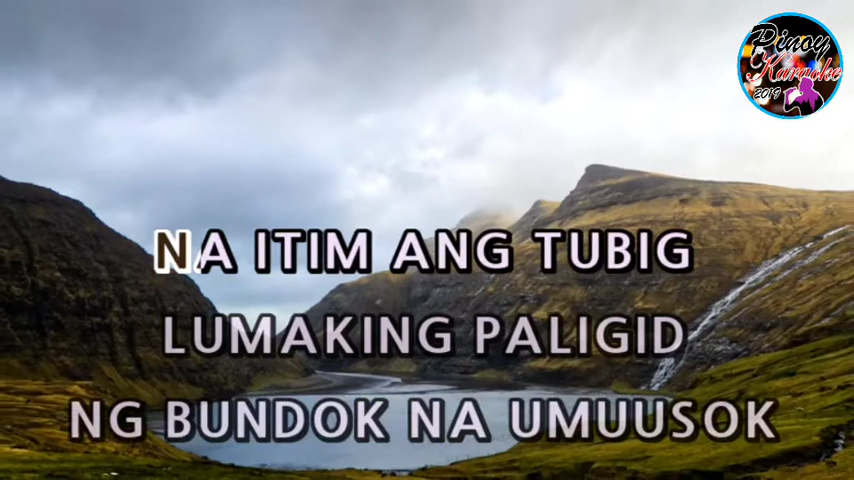 Pinoy
Karaoke
2019
NA ITIM ANG TUBIG
LUMAKING PALIGID
NG BUNDOK NA UMUUSOK